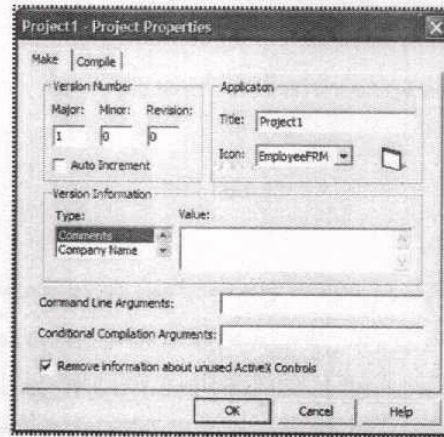 Project1 - Project Properties
Make Compile
Version Number
Major: Minor: Revision:
1 0 0
Auto Increment
Application
Title: Project1
Icon: EmployeeFRM
Version Information
Type: Value:
Comments
Company Name
Command Line Arguments:
Conditional Compilation Arguments:
Remove information about unused ActiveX Controls
OK Cancel Help